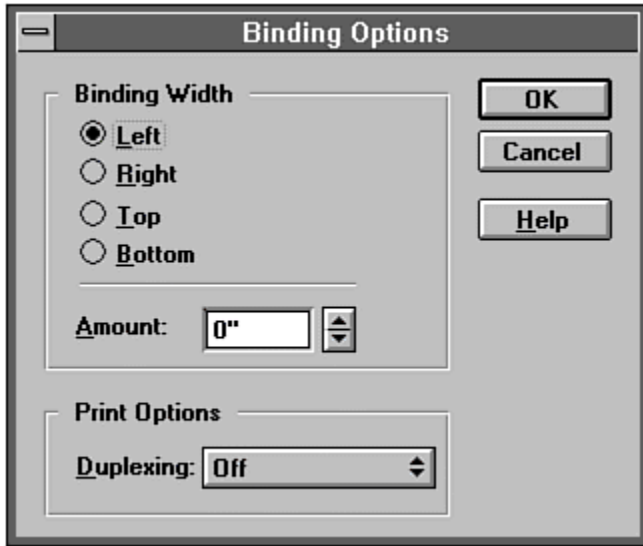 Binding Options
Binding Width
Left
Right
Top
Bottom
Amount: 0"
Print Options
Duplexing: Off
OK
Cancel
Help